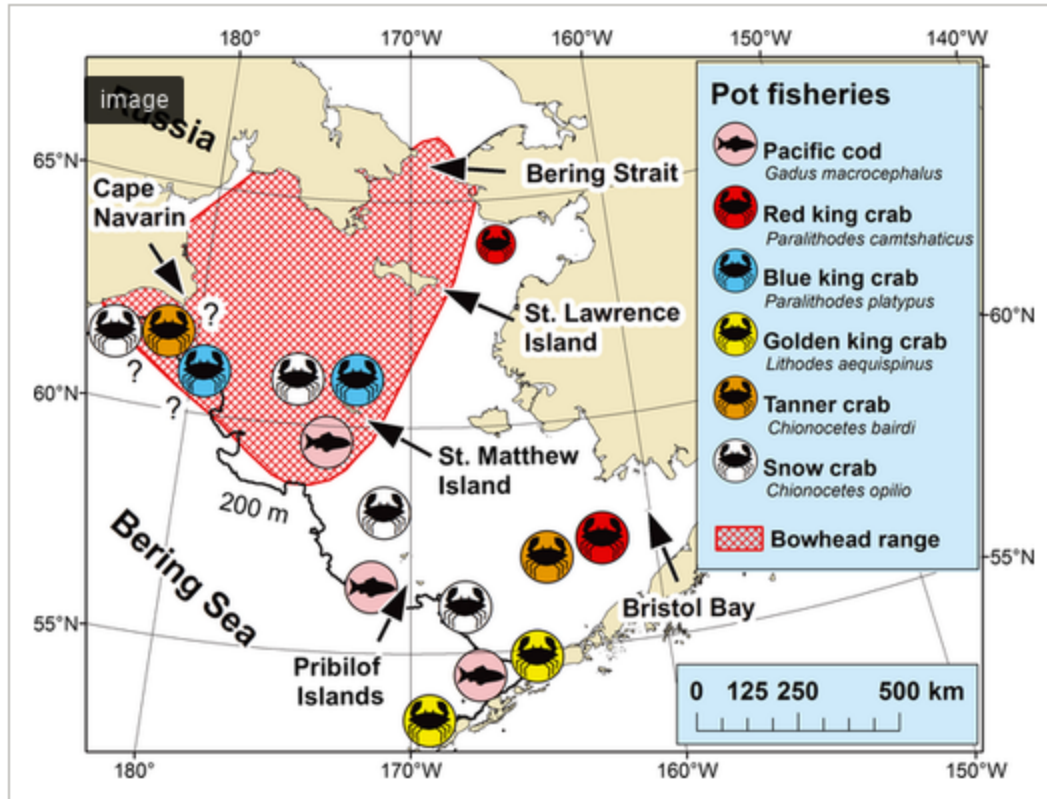 180°
170°W
160°W
150°W
140°W
image
Russia
65°N
Cape
Navarin
Bering Strait
St. Lawrence
Island
?
?
?
60°N
60°N
St. Matthew
Island
200 m
Bering Sea
55°N
55°N
Bristol Bay
Pribilof
Islands
180°
170°W
160°W
150°W
Pot fisheries
Pacific cod
Gadus macrocephalus
Red king crab
Paralithodes camtshaticus
Blue king crab
Paralithodes platypus
Golden king crab
Lithodes aequispinus
Tanner crab
Chionocetes bairdi
Snow crab
Chionocetes opilio
Bowhead range
0 125 250 500 km